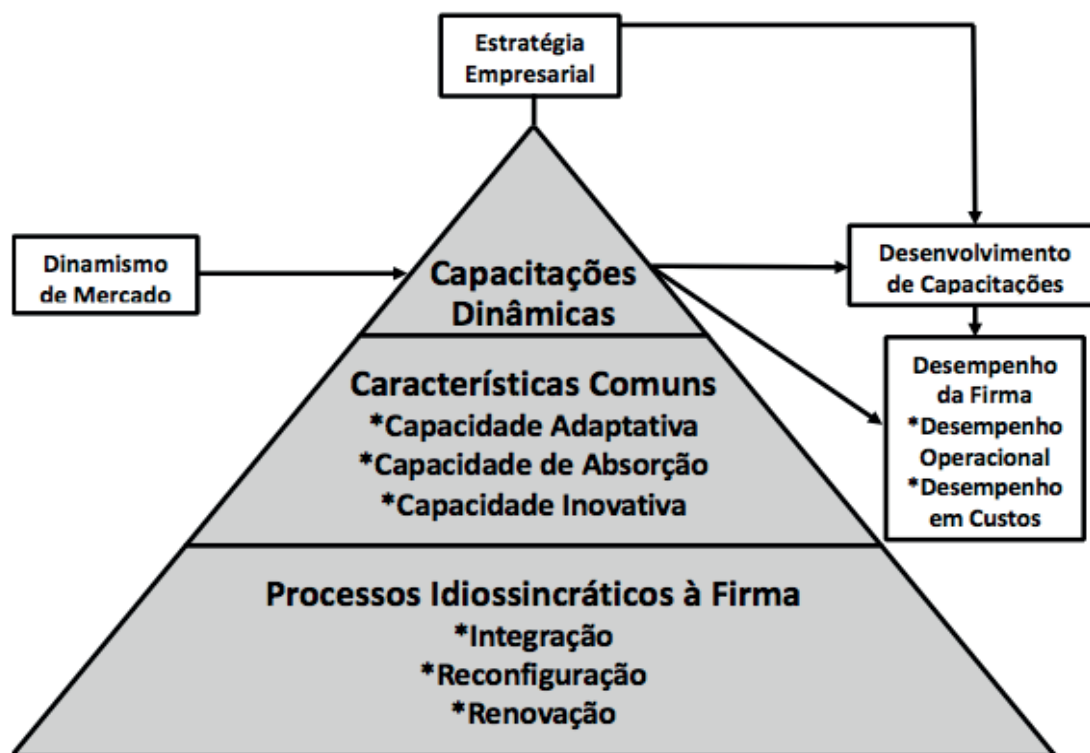 Estratégia
Empresarial
Dinamismo
de Mercado
Capacitações
Dinâmicas
Desenvolvimento
de Capacitações
Características Comuns
*Capacidade Adaptativa
*Capacidade de Absorção
*Capacidade Inovativa
Desempenho
da Firma
*Desempenho
Operacional
*Desempenho
em Custos
Processos Idiossincráticos à Firma
*Integração
*Reconfiguração
*Renovação